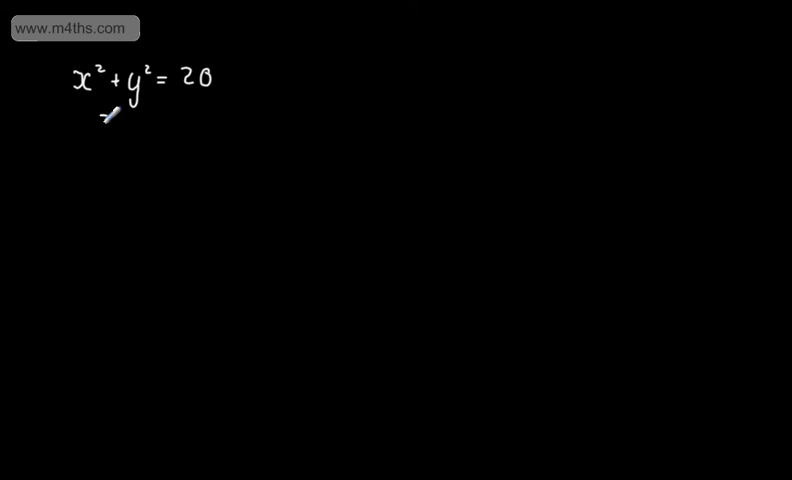 www.m4ths.com
x² + y² = 20